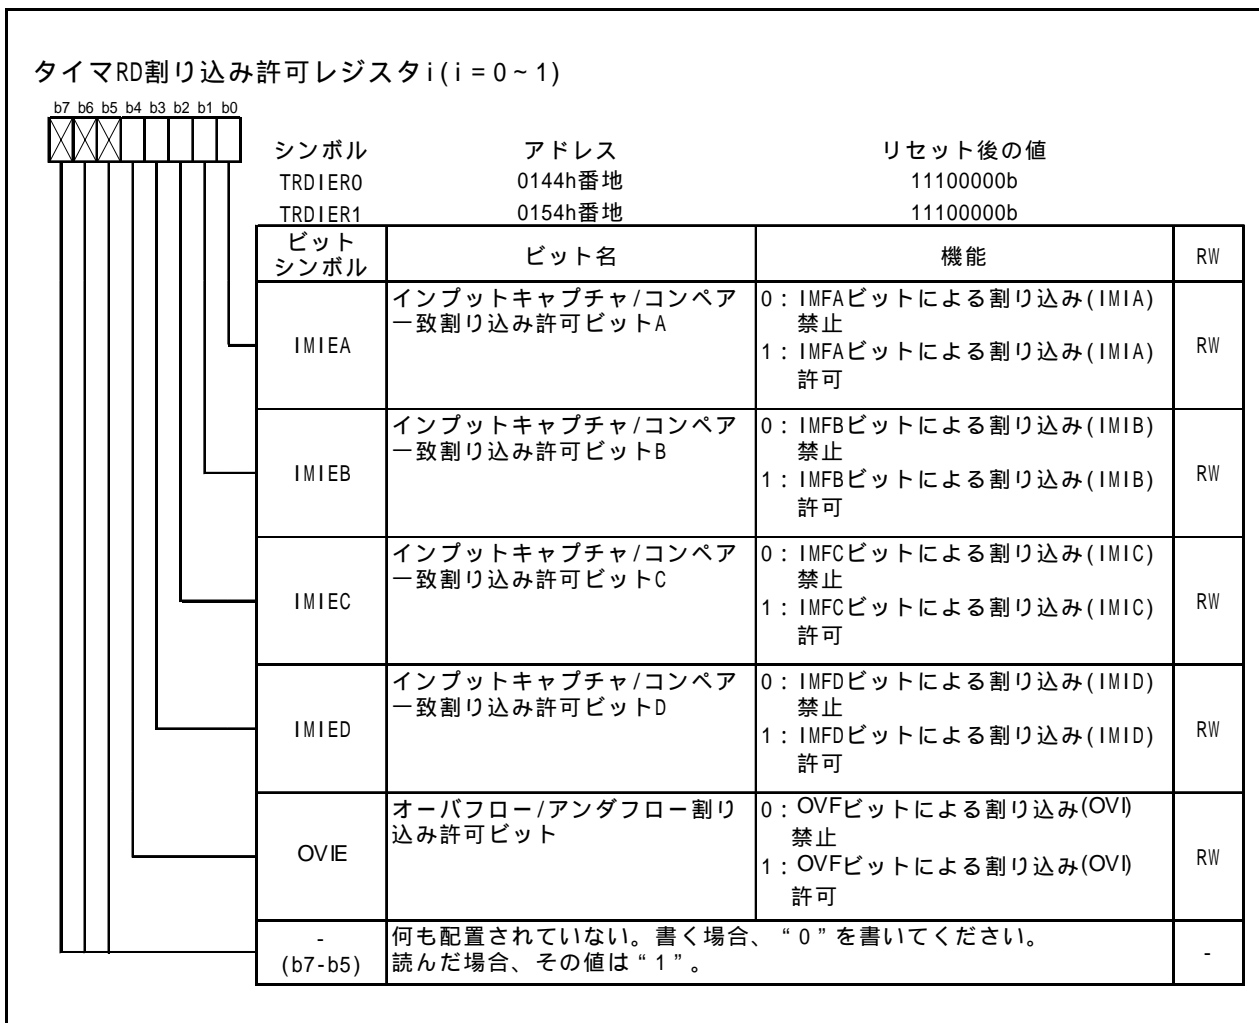 タイマRD割り込み許可レジスタi(i=0~1)
b7 b6 b5 b4 b3 b2 b1 b0
シンボル アドレス リセット後の値
TRDIER0 0144h番地 11100000b
TRDIER1 0154h番地 11100000b
ビット
シンボル ビット名 機能 RW
IMIEA
インプットキャプチャ/コンペア
一致割り込み許可ビットA
0:IMFAビットによる割り込み(IMIA)
禁止
1:IMFAビットによる割り込み(IMIA)
許可
RW
IMIEB
インプットキャプチャ/コンペア
一致割り込み許可ビットB
0:IMFBビットによる割り込み(IMIB)
禁止
1:IMFBビットによる割り込み(IMIB)
許可
RW
IMIEC
インプットキャプチャ/コンペア
一致割り込み許可ビットC
0:IMFCビットによる割り込み(IMIC)
禁止
1:IMFCビットによる割り込み(IMIC)
許可
RW
IMIED
インプットキャプチャ/コンペア
一致割り込み許可ビットD
0:IMFDビットによる割り込み(IMID)
禁止
1:IMFDビットによる割り込み(IMID)
許可
RW
OVIE
オーバフロー/アンダフロー割り
込み許可ビット
0:OVFビットによる割り込み(OVI)
禁止
1:OVFビットによる割り込み(OVI)
許可
RW
-
(b7-b5)
何も配置されていない。書く場合、“0”を書いてください。
読んだ場合、その値は“1”。
-